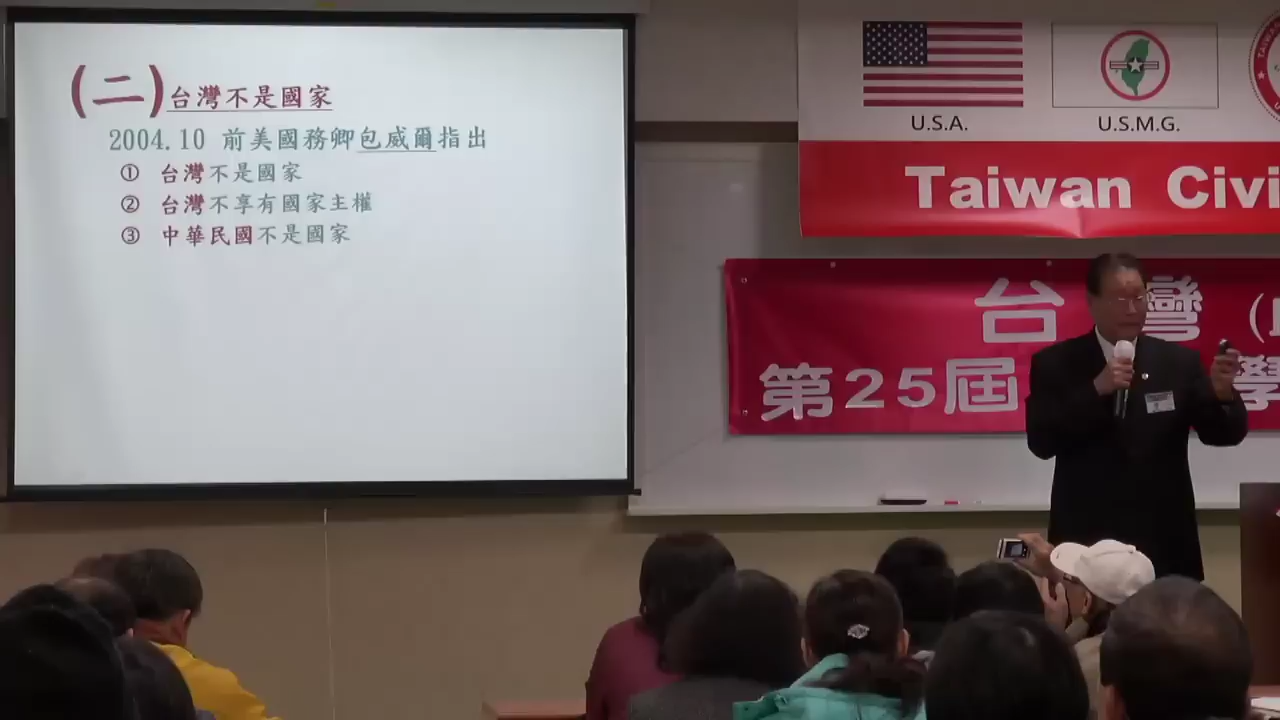 (二)台灣不是國家
2004.10 前美國務卿包威爾指出
① 台灣不是國家
② 台灣不享有國家主權
③ 中華民國不是國家
U.S.A.
U.S.M.G.
Taiwan Civi
台 灣
第25屆 學